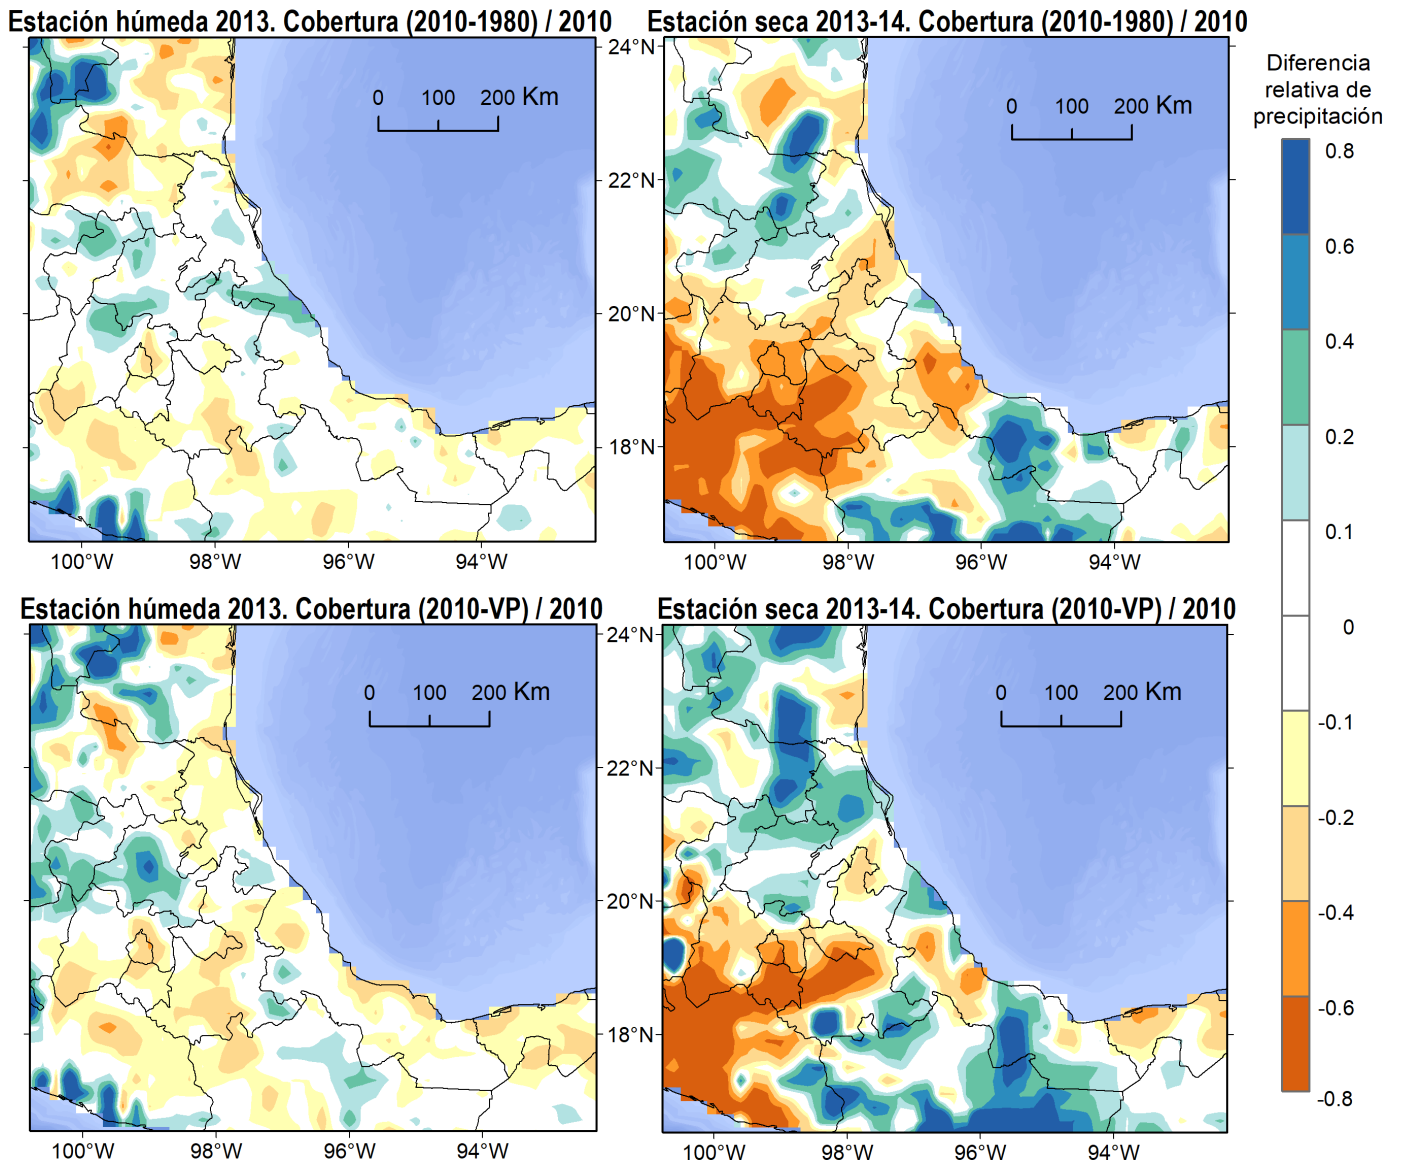 Estación húmeda 2013. Cobertura (2010-1980) / 2010
Estación seca 2013-14. Cobertura (2010-1980) / 2010
0 100 200 Km
0 100 200 Km
24°N
22°N
20°N
18°N
100°W 98°W 96°W 94°W
100°W 98°W 96°W 94°W
Estación húmeda 2013. Cobertura (2010-VP) / 2010
Estación seca 2013-14. Cobertura (2010-VP) / 2010
0 100 200 Km
0 100 200 Km
24°N
22°N
20°N
18°N
100°W 98°W 96°W 94°W
100°W 98°W 96°W 94°W
Diferencia
relativa de
precipitación
0.8
0.6
0.4
0.2
0.1
0
-0.1
-0.2
-0.4
-0.6
-0.8